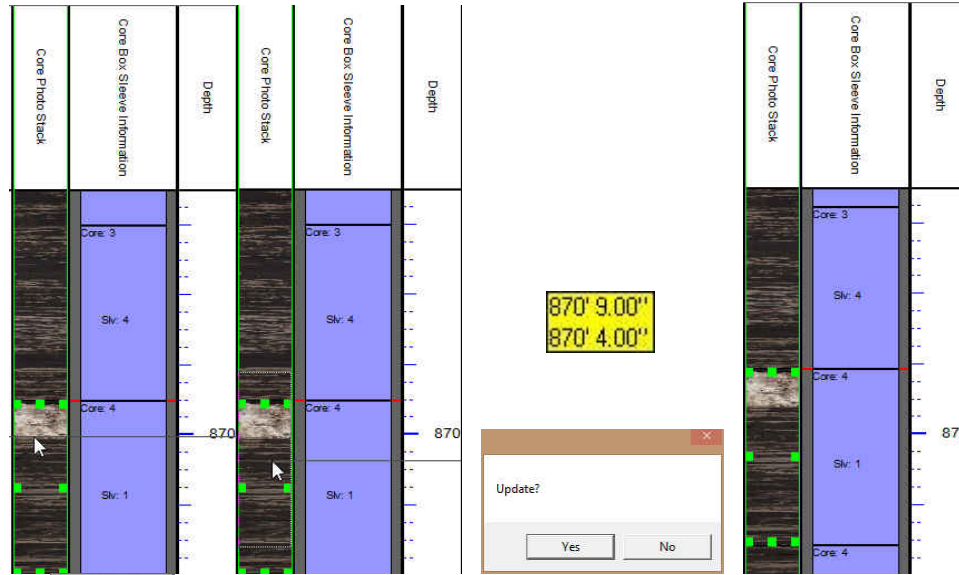 Core Photo Stack
Core Box Sleeve Information
Depth
Core: 3
Slv: 4
Core: 4
870
Slv: 1
Core Photo Stack
Core Box Sleeve Information
Depth
Core: 3
Slv: 4
Core: 4
870
Slv: 1
870' 9.00"
870' 4.00"
Update?
Yes
No
Core Photo Stack
Core Box Sleeve Information
Depth
Core: 3
Slv: 4
Core: 4
87
Slv: 1
Core: 4